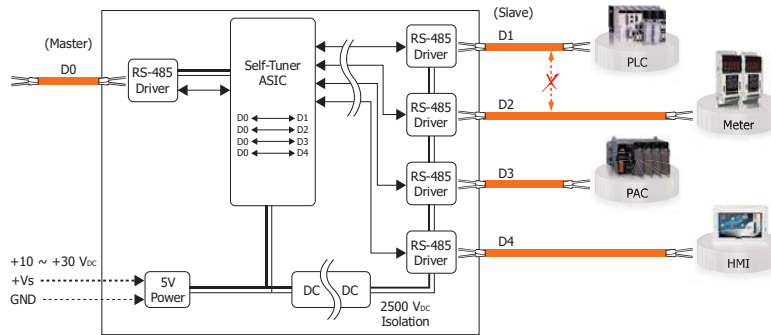 (Master)
D0
RS-485
Driver
Self-Tuner
ASIC
D0 D1
D0 D2
D0 D3
D0 D4
(Slave)
RS-485
Driver
D1
PLC
RS-485
Driver
D2
Meter
RS-485
Driver
D3
PAC
RS-485
Driver
D4
HMI
+10 ~ +30 VDC
+Vs
GND
5V
Power
DC DC
2500 VDC
Isolation